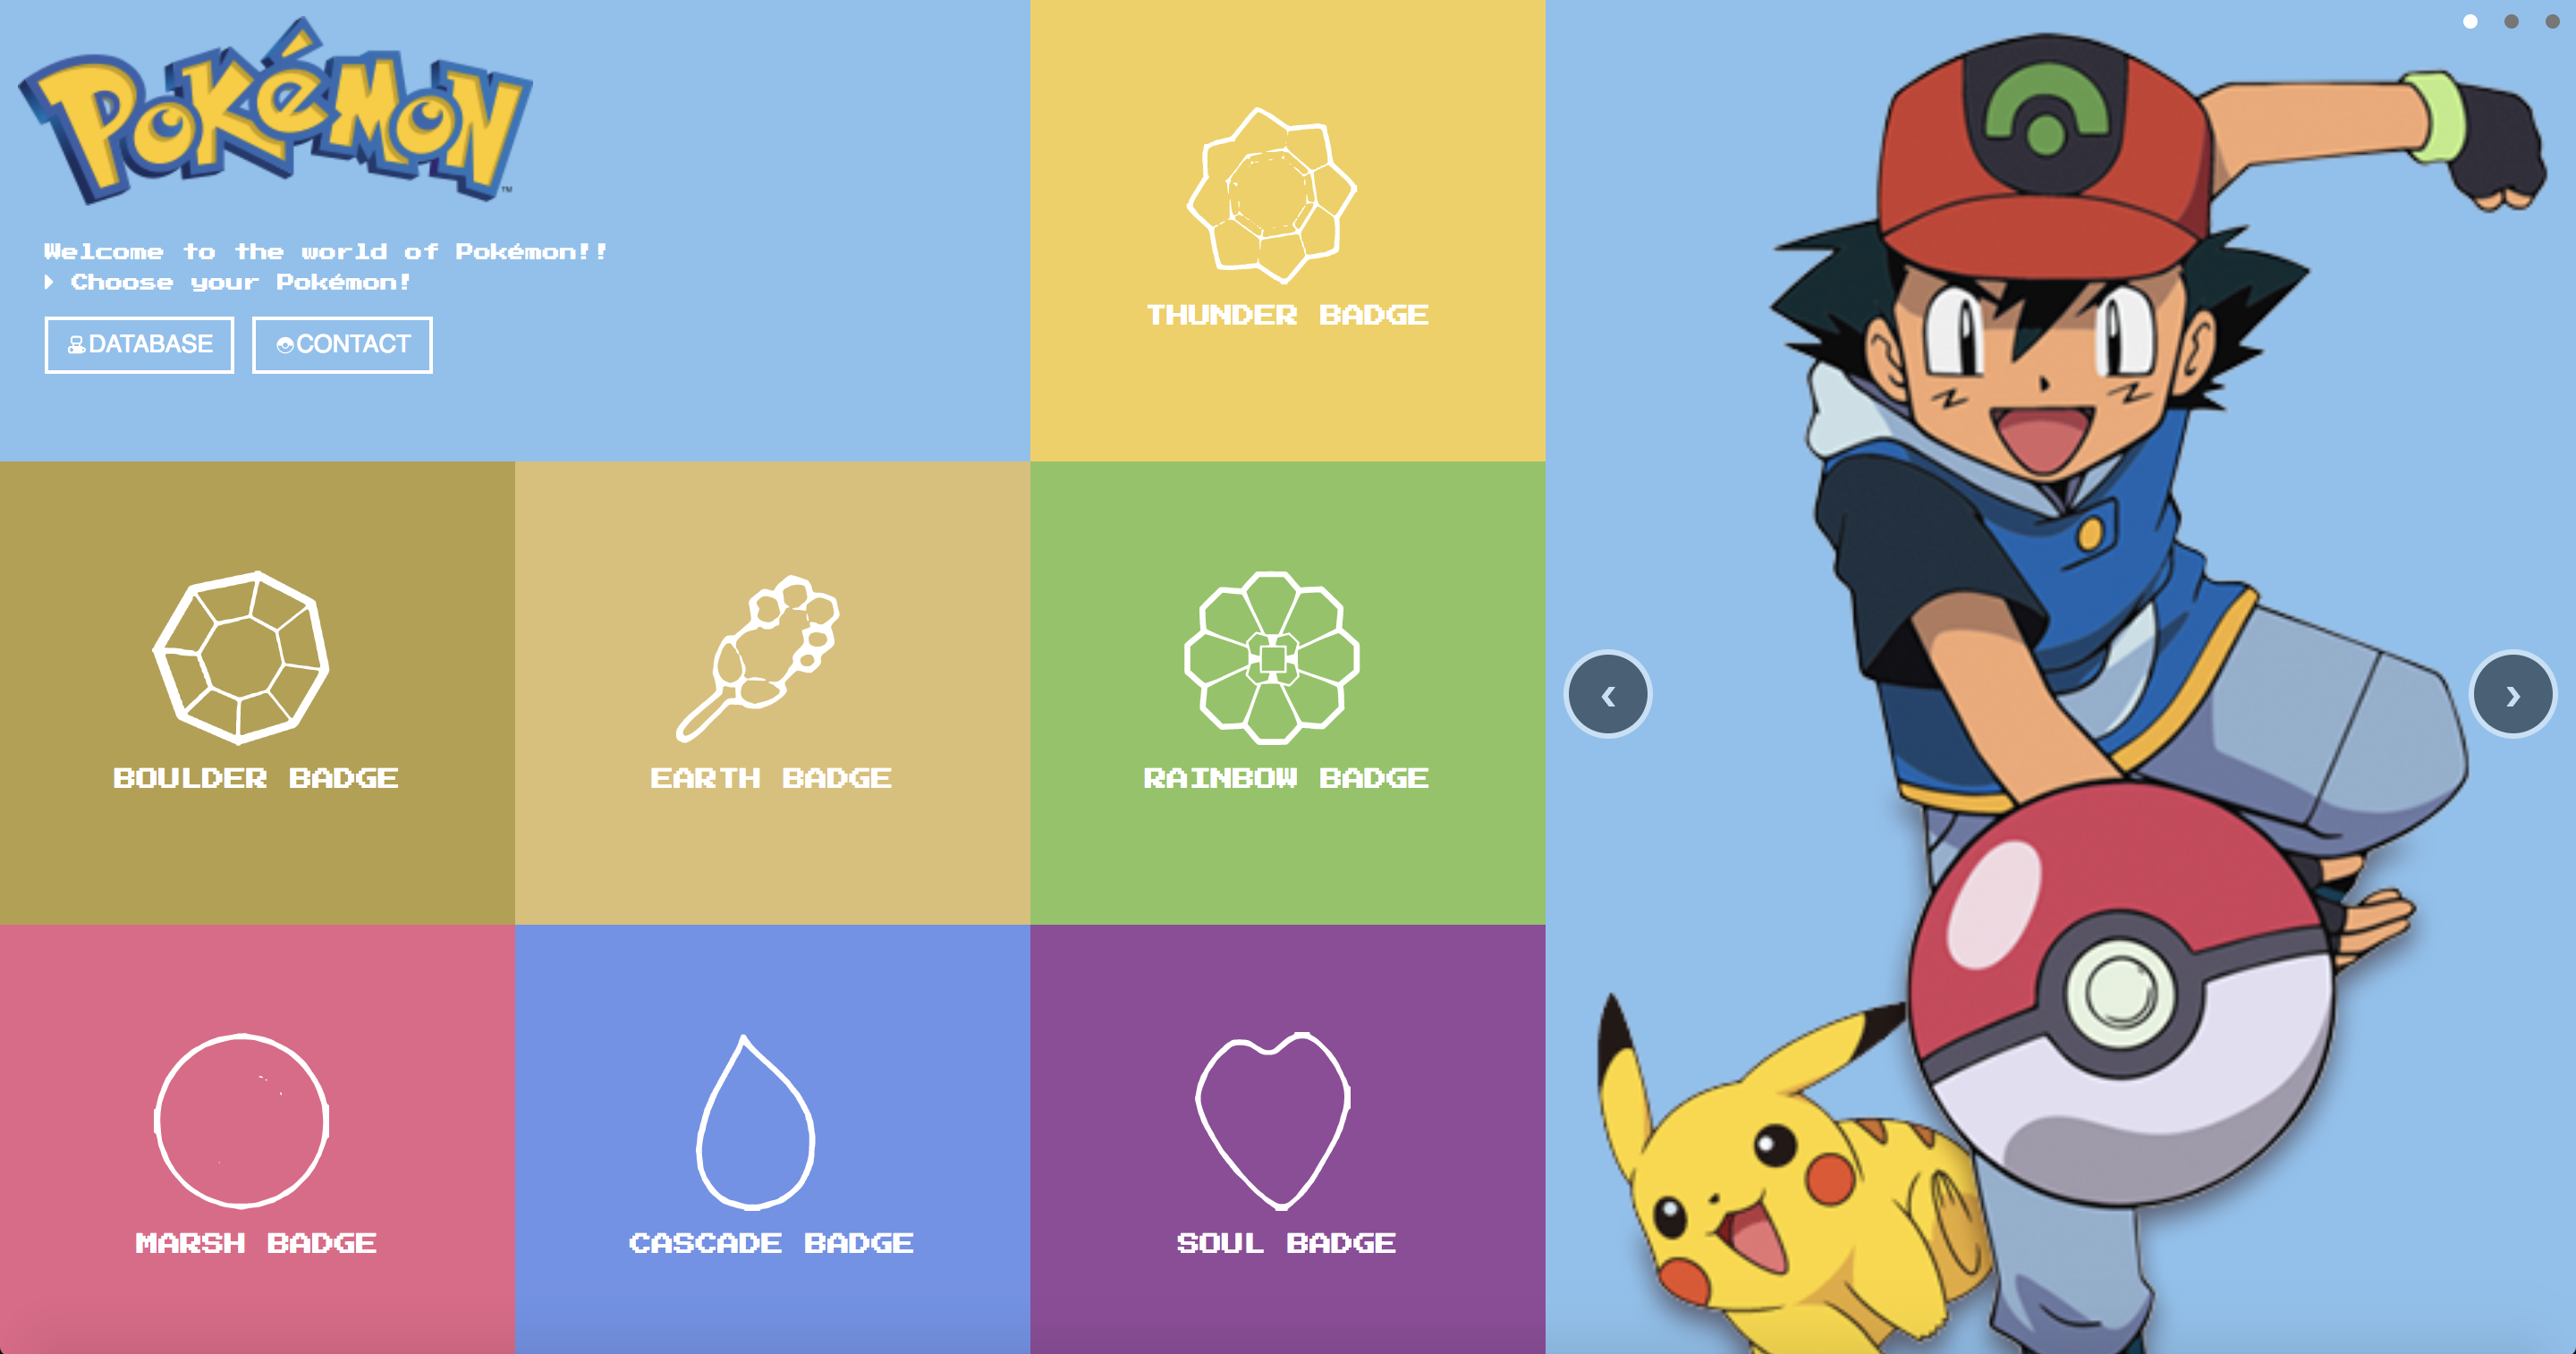 POKéMON
TM
Welcome to the world of Pokémon!!
Choose your Pokémon!
DATABASE
CONTACT
THUNDER BADGE
BOULDER BADGE
EARTH BADGE
RAINBOW BADGE
MARSH BADGE
CASCADE BADGE
SOUL BADGE